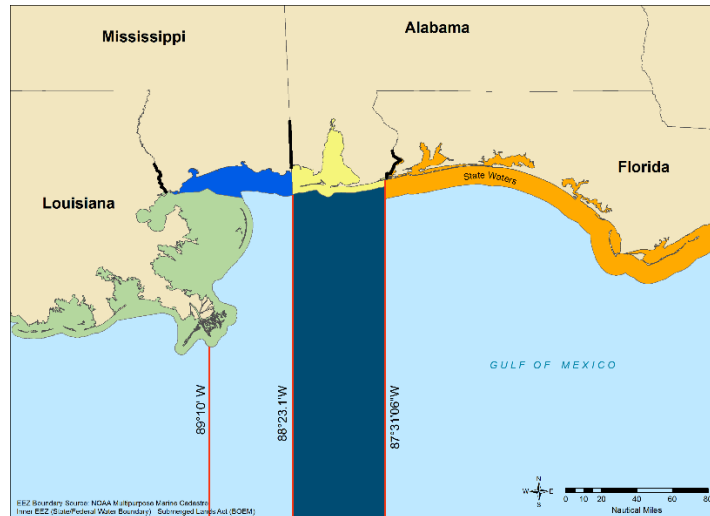 Mississippi
Alabama
Florida
State Waters
Louisiana
GULF OF MEXICO
89°10' W
88°23.1'W
87°31'06"W
EEZ Boundary Source: NOAA Multipurpose Marine Cadastre
Inner EEZ (State/Federal Water Boundary) Submerged Lands Act (BOEM)
N
W E
S
0 10 20 40 60 80
Nautical Miles